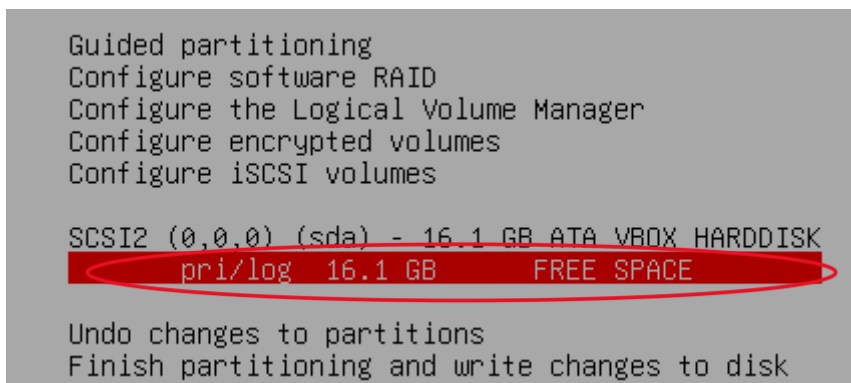 Guided partitioning
Configure software RAID
Configure the Logical Volume Manager
Configure encrypted volumes
Configure iSCSI volumes
SCSI2 (0,0,0) (sda) - 16.1 GB ATA VBOX HARDDISK
pri/log 16.1 GB FREE SPACE
Undo changes to partitions
Finish partitioning and write changes to disk